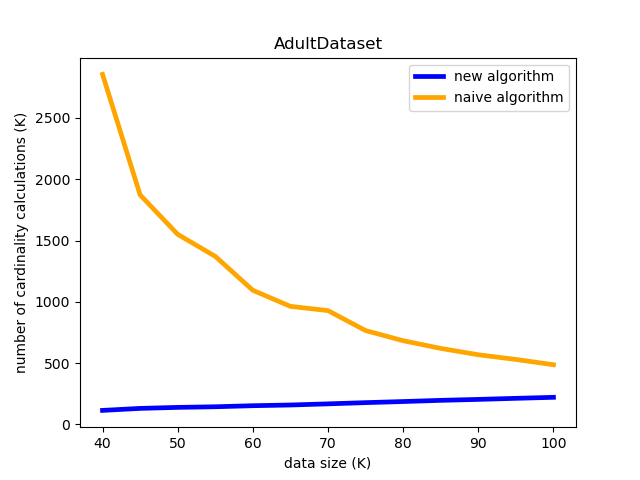 AdultDataset
new algorithm
naive algorithm
number of cardinality calculations (K)
2500
2000
1500
1000
500
0
40 50 60 70 80 90 100
data size (K)